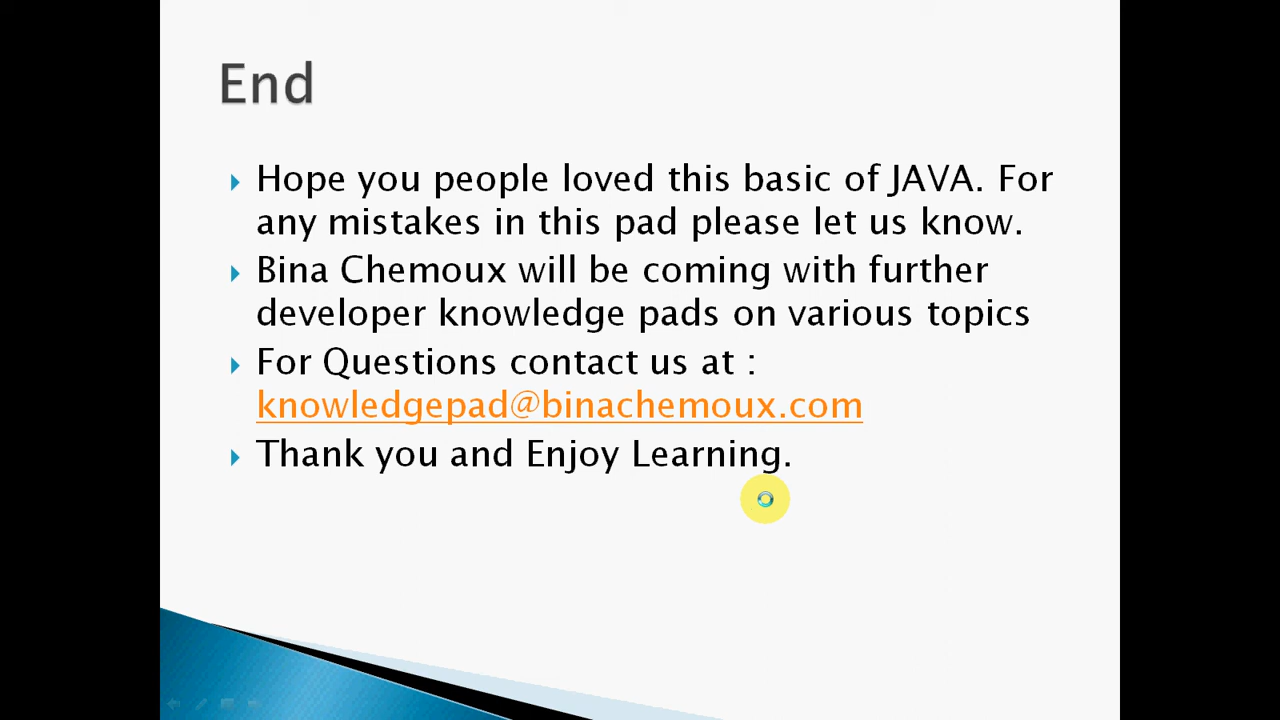 End
Hope you people loved this basic of JAVA. For
any mistakes in this pad please let us know.
Bina Chemoux will be coming with further
developer knowledge pads on various topics
For Questions contact us at :
knowledgepad@binachemoux.com
Thank you and Enjoy Learning.